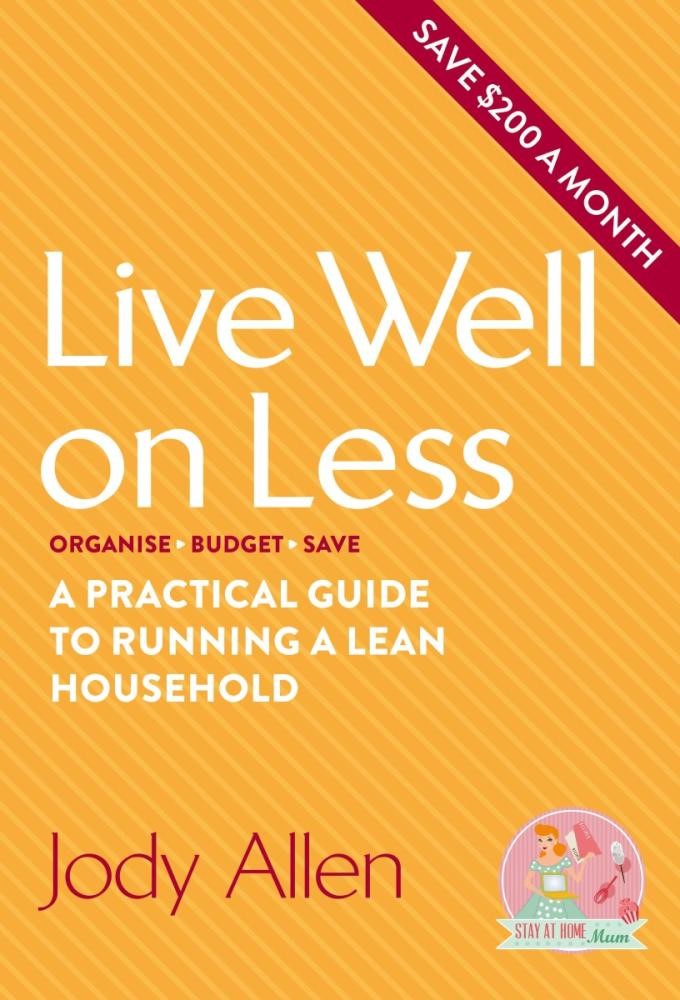 SAVE $200 A MONTH
Live Well
on Less
ORGANISE ▸ BUDGET ▸ SAVE
A PRACTICAL GUIDE
TO RUNNING A LEAN
HOUSEHOLD
Jody Allen
STAY AT HOME Mum